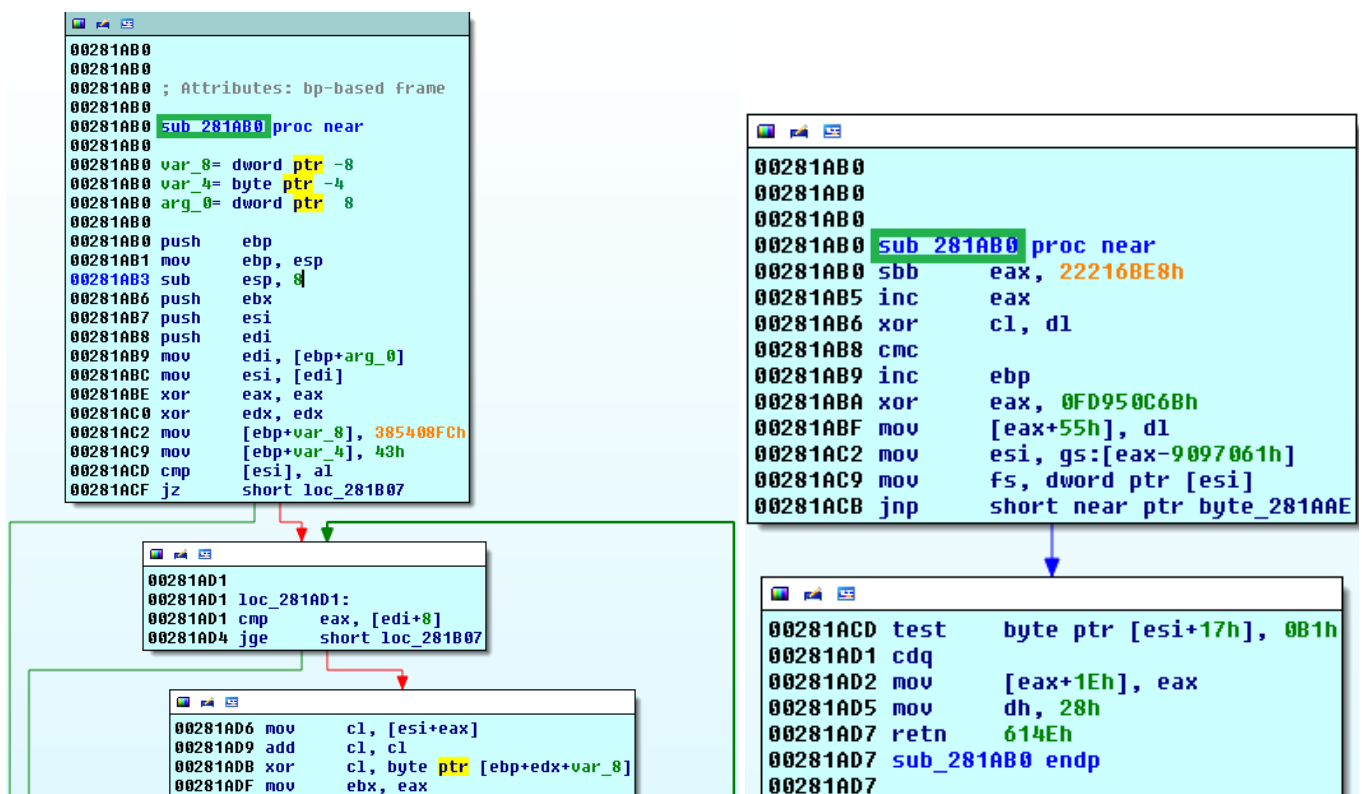 00281AB0
00281AB0
00281AB0 ; Attributes: bp-based frame
00281AB0
00281AB0 sub_281AB0 proc near
00281AB0
00281AB0 var_8= dword ptr -8
00281AB0 var_4= byte ptr -4
00281AB0 arg_0= dword ptr  8
00281AB0
00281AB0 push    ebp
00281AB1 mov     ebp, esp
00281AB3 sub     esp, 8
00281AB6 push    ebx
00281AB7 push    esi
00281AB8 push    edi
00281AB9 mov     edi, [ebp+arg_0]
00281ABC mov     esi, [edi]
00281ABE xor     eax, eax
00281AC0 xor     edx, edx
00281AC2 mov     [ebp+var_8], 385408FCh
00281AC9 mov     [ebp+var_4], 43h
00281ACD cmp     [esi], al
00281ACF jz      short loc_281B07
00281AD1
00281AD1 loc_281AD1:
00281AD1 cmp     eax, [edi+8]
00281AD4 jge     short loc_281B07
00281AD6 mov     cl, [esi+eax]
00281AD9 add     cl, cl
00281ADB xor     cl, byte ptr [ebp+edx+var_8]
00281ADF mov     ebx, eax
00281AB0
00281AB0
00281AB0
00281AB0 sub_281AB0 proc near
00281AB0 sbb     eax, 22216BE8h
00281AB5 inc     eax
00281AB6 xor     cl, dl
00281AB8 cmc
00281AB9 inc     ebp
00281ABA xor     eax, 0FD950C6Bh
00281ABF mov     [eax+55h], dl
00281AC2 mov     esi, gs:[eax-9097061h]
00281AC9 mov     fs, dword ptr [esi]
00281ACB jnp     short near ptr byte_281AAE
00281ACD test    byte ptr [esi+17h], 0B1h
00281AD1 cdq
00281AD2 mov     [eax+1Eh], eax
00281AD5 mov     dh, 28h
00281AD7 retn    614Eh
00281AD7 sub_281AB0 endp
00281AD7